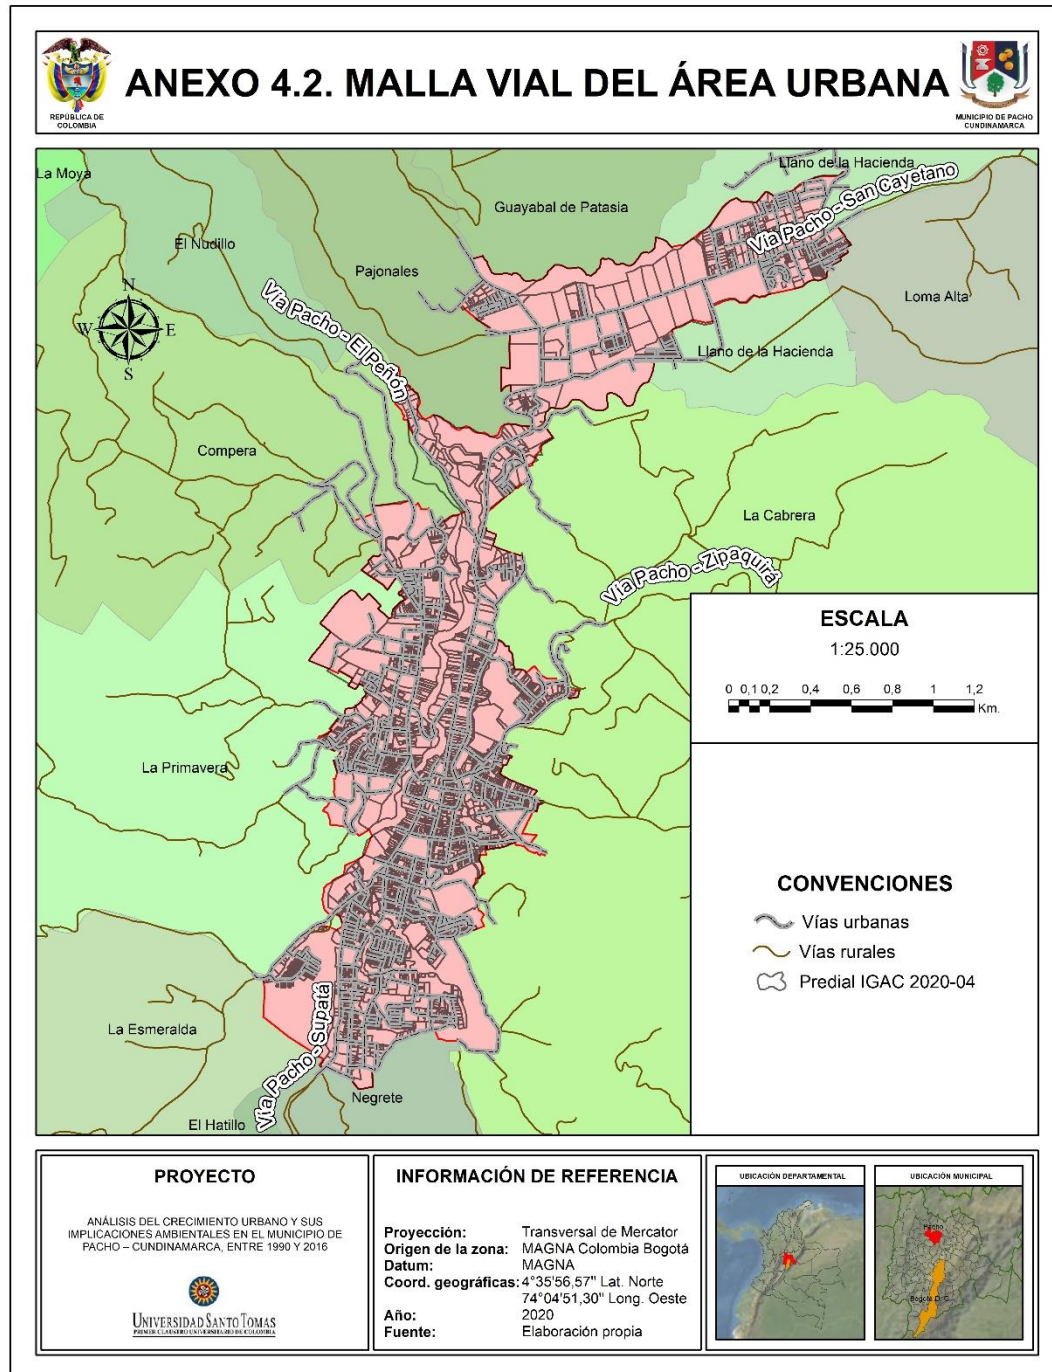 REPÚBLICA DE
COLOMBIA
ANEXO 4.2. MALLA VIAL DEL ÁREA URBANA
MUNICIPIO DE PACHO
CUNDINAMARCA
La Moya
Llano de la Hacienda
Vía Pacho - San Cayetano
Guayabal de Patasia
El Nudillo
Pajonales
Loma Alta
Vía Pacho - El Peñón
N
W
E
S
Llano de la Hacienda
Compera
La Cabrera
Vía Pacho - Zipaquirá
La Primavera
La Esmeralda
Vía Pacho - Supatá
Negrete
El Hatillo
ESCALA
1:25.000
0 0,1 0,2 0,4 0,6 0,8 1 1,2
Km.
CONVENCIONES
Vías urbanas
Vías rurales
Predial IGAC 2020-04
PROYECTO
ANÁLISIS DEL CRECIMIENTO URBANO Y SUS
IMPLICACIONES AMBIENTALES EN EL MUNICIPIO DE
PACHO – CUNDINAMARCA, ENTRE 1990 Y 2016
UNIVERSIDAD SANTO TOMAS
PRIMER CLAUSTRO UNIVERSITARIO DE COLOMBIA
INFORMACIÓN DE REFERENCIA
Proyección: Transversal de Mercator
Origen de la zona: MAGNA Colombia Bogotá
Datum: MAGNA
Coord. geográficas: 4°35'56,57" Lat. Norte
74°04'51,30" Long. Oeste
Año: 2020
Fuente: Elaboración propia
UBICACIÓN DEPARTAMENTAL
UBICACIÓN MUNICIPAL
Pacho
Bogotá D. C.